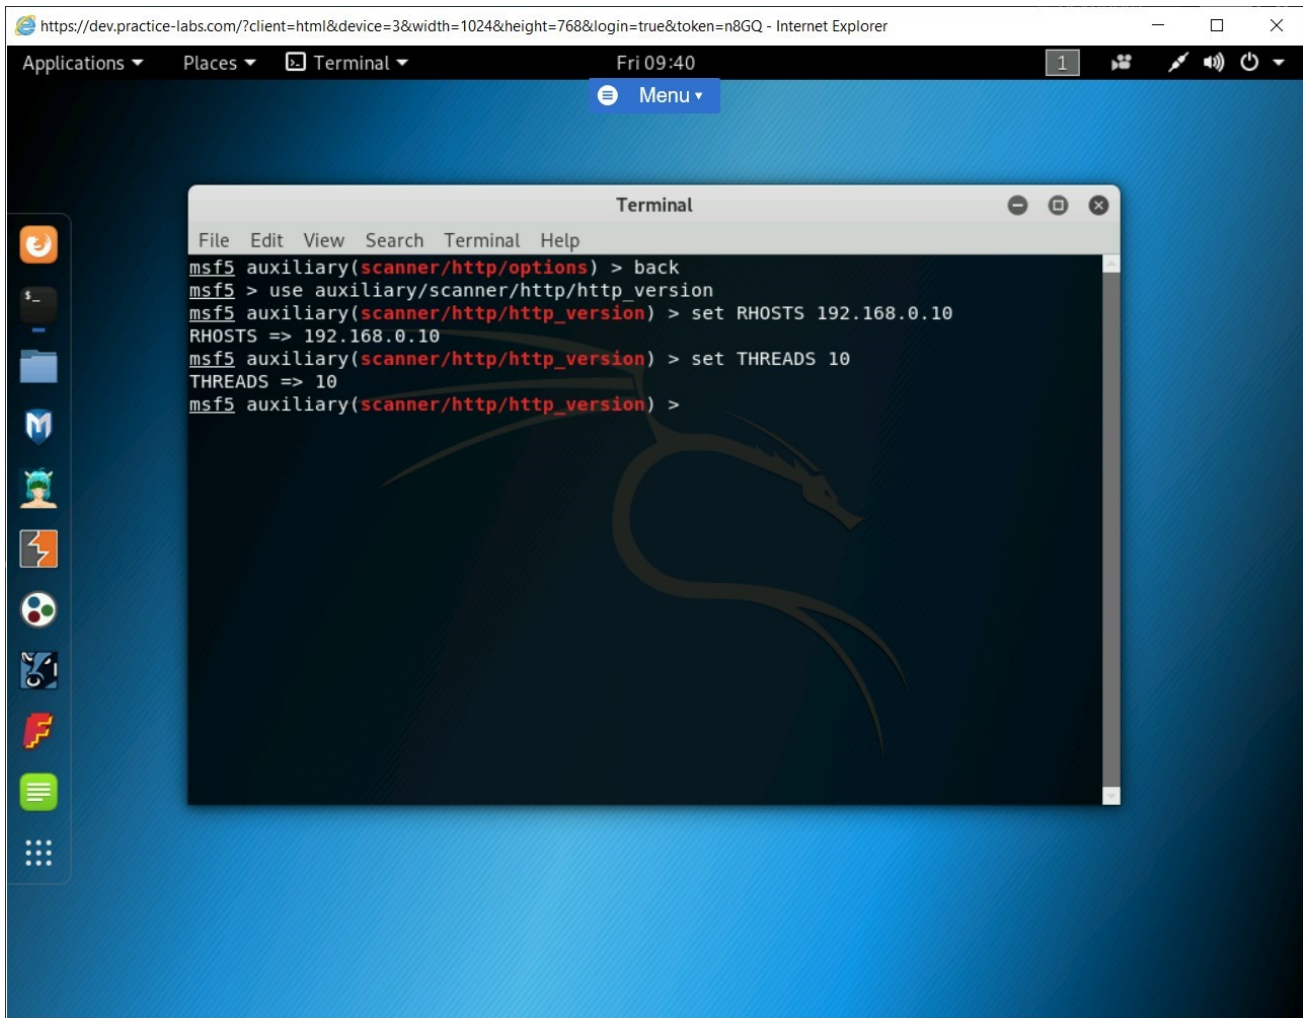 https://dev.practice-labs.com/?client=html&device=3&width=1024&height=768&login=true&token=n8GQ - Internet Explorer
Applications Places Terminal Fri 09:40 1
Menu
Terminal
File Edit View Search Terminal Help
msf5 auxiliary(scanner/http/options) > back
msf5 > use auxiliary/scanner/http/http_version
msf5 auxiliary(scanner/http/http_version) > set RHOSTS 192.168.0.10
RHOSTS => 192.168.0.10
msf5 auxiliary(scanner/http/http_version) > set THREADS 10
THREADS => 10
msf5 auxiliary(scanner/http/http_version) >